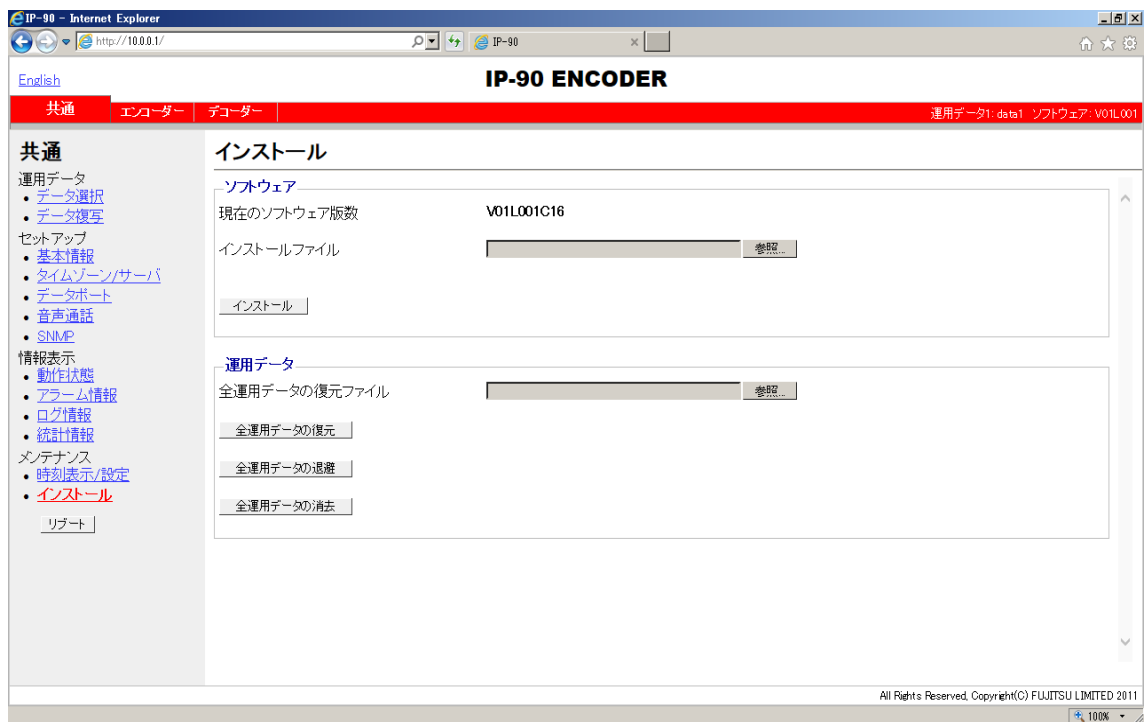 IP-90 - Internet Explorer
http://10.0.0.1/
IP-90
English
IP-90 ENCODER
共通 エンコーダー デコーダー
運用データ1: data1 ソフトウェア: V01L001
共通
運用データ
データ選択
データ複写
セットアップ
基本情報
タイムゾーン/サーバ
データポート
音声通話
SNMP
情報表示
動作状態
アラーム情報
ログ情報
統計情報
メンテナンス
時刻表示/設定
インストール
リブート
インストール
ソフトウェア
現在のソフトウェア版数 V01L001C16
インストールファイル 参照...
インストール
運用データ
全運用データの復元ファイル 参照...
全運用データの復元
全運用データの退避
全運用データの消去
All Rights Reserved, Copyright(C) FUJITSU LIMITED 2011
100%